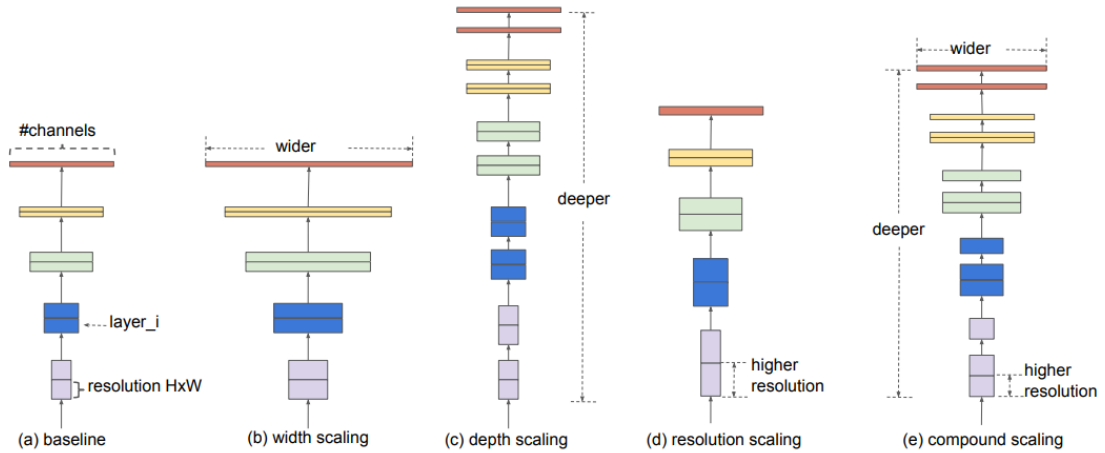 #channels
layer_i
resolution HxW
(a) baseline
wider
(b) width scaling
deeper
(c) depth scaling
higher
resolution
(d) resolution scaling
wider
deeper
higher
resolution
(e) compound scaling